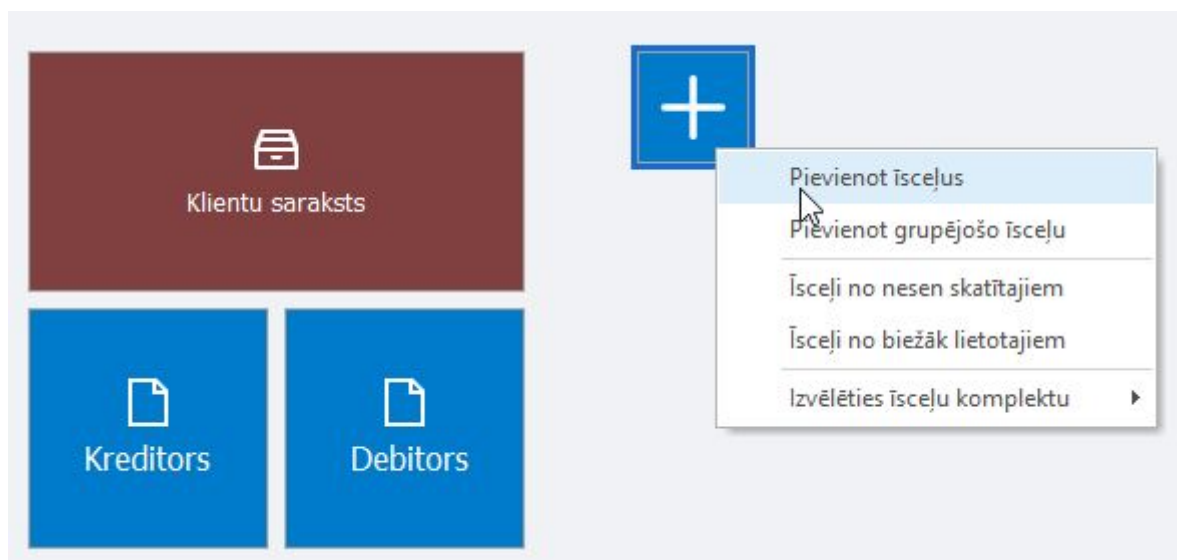 Klientu saraksts
Kreditors
Debitors
Pievienot īsceļus
Pievienot grupējošo īsceļu
Īsceļi no nesen skatītajiem
Īsceļi no biežāk lietotajiem
Izvēlēties īsceļu komplektu